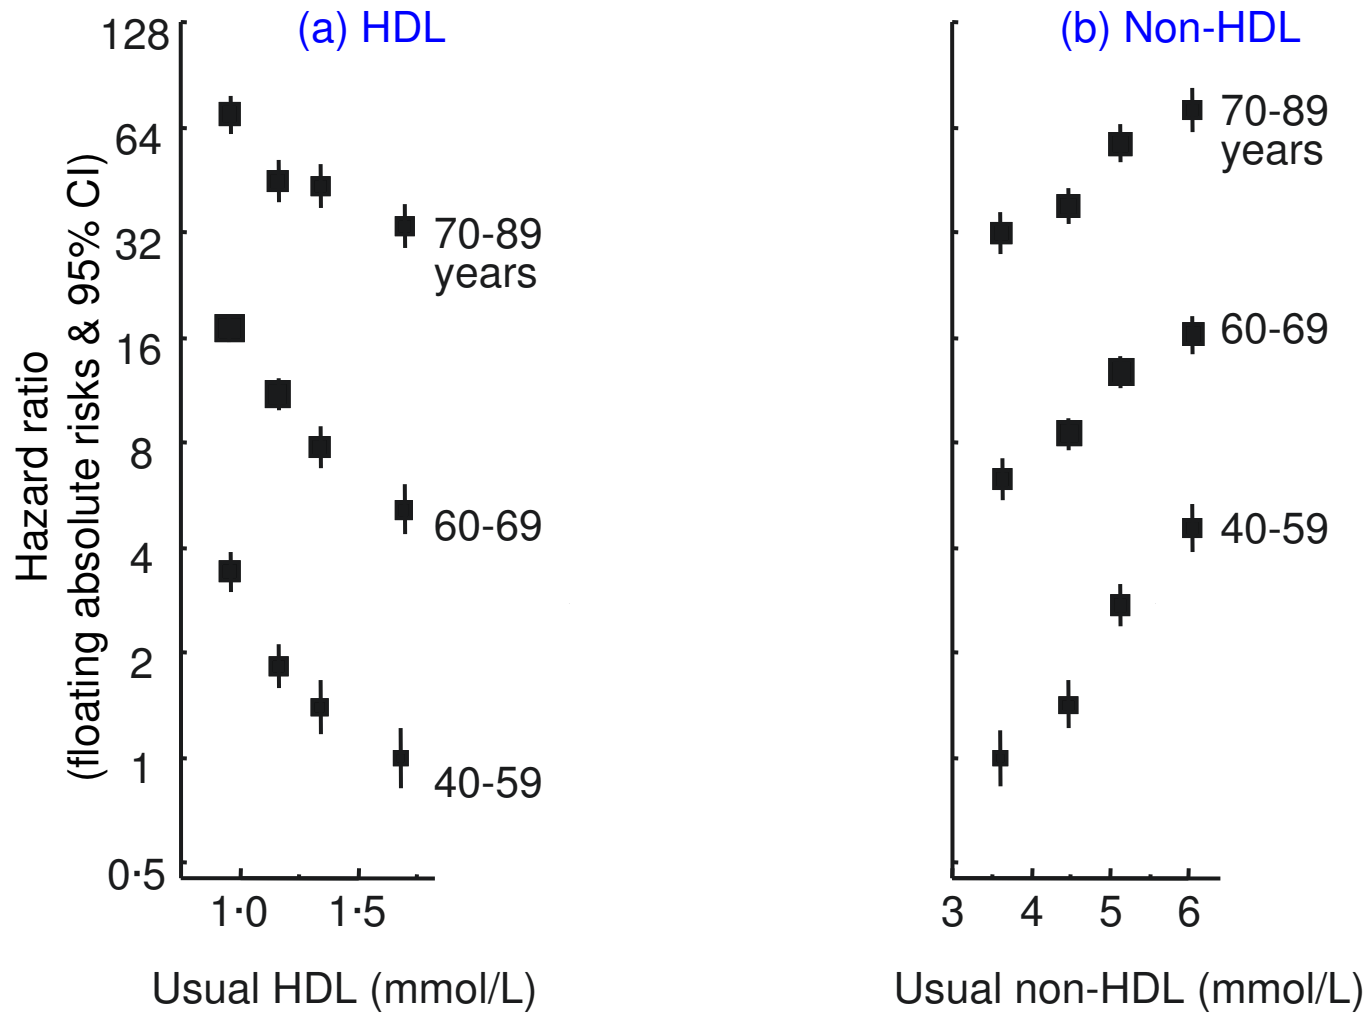 (a) HDL
128
64
32
16
8
4
2
1
0·5
Hazard ratio
(floating absolute risks & 95% CI)
70-89
years
60-69
40-59
1·0 1·5
Usual HDL (mmol/L)
(b) Non-HDL
70-89
years
60-69
40-59
3 4 5 6
Usual non-HDL (mmol/L)